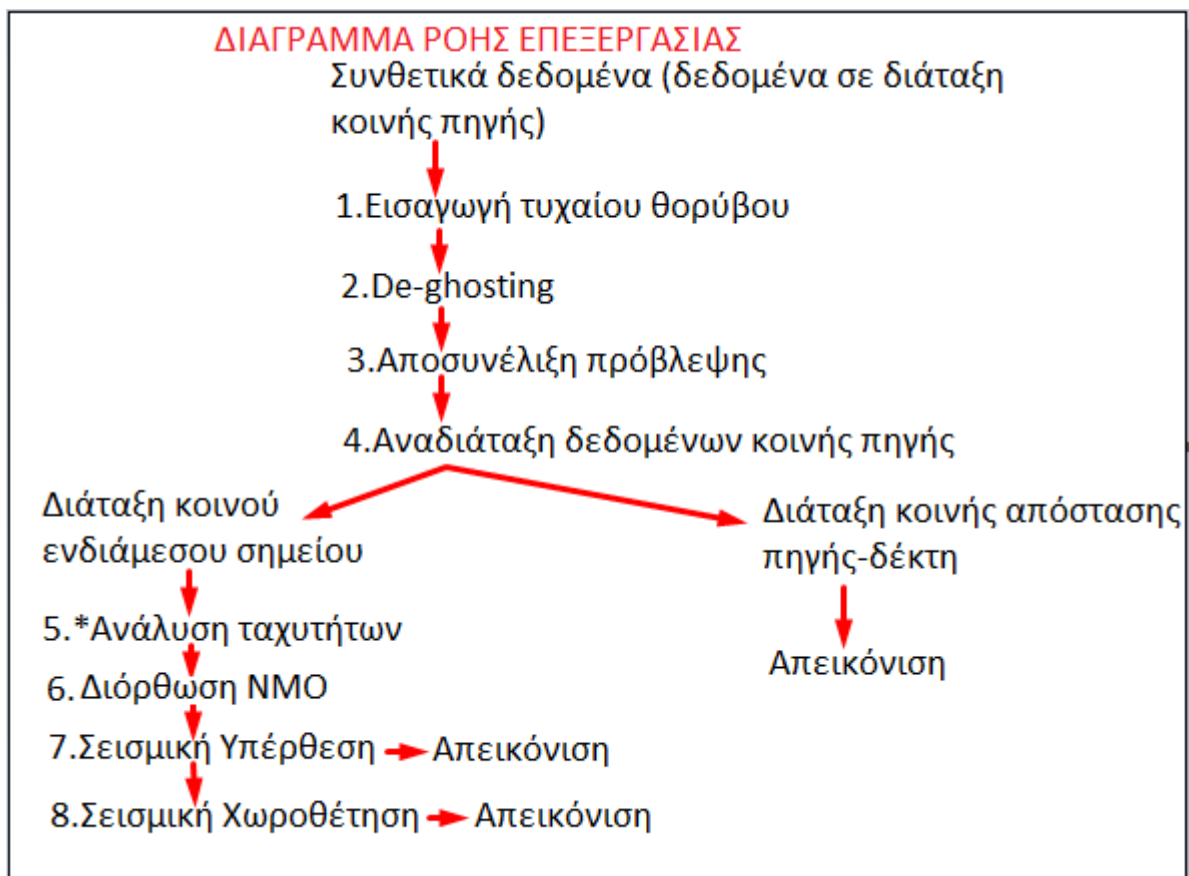 ΔΙΑΓΡΑΜΜΑ ΡΟΗΣ ΕΠΕΞΕΡΓΑΣΙΑΣ
Συνθετικά δεδομένα (δεδομένα σε διάταξη
κοινής πηγής)
1.Εισαγωγή τυχαίου θορύβου
2.De-ghosting
3.Αποσυνέλιξη πρόβλεψης
4.Αναδιάταξη δεδομένων κοινής πηγής
Διάταξη κοινού
ενδιάμεσου σημείου
Διάταξη κοινής απόστασης
πηγής-δέκτη
5.*Ανάλυση ταχυτήτων
Απεικόνιση
6. Διόρθωση NMO
7.Σεισμική Υπέρθεση Απεικόνιση
8.Σεισμική Χωροθέτηση Απεικόνιση